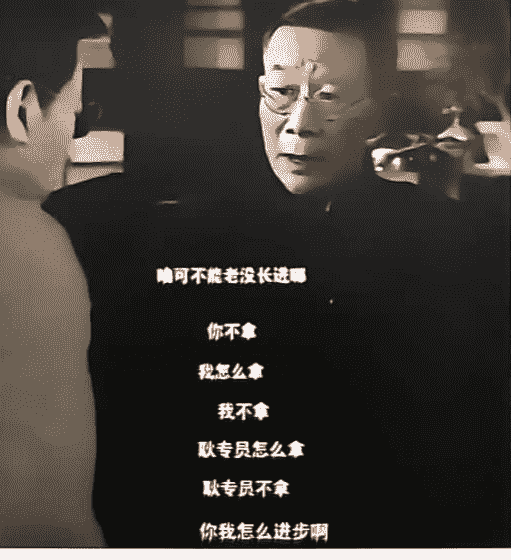 咱可不能老没长进哪
你不拿
我怎么拿
我不拿
耿专员怎么拿
耿专员不拿
你我怎么进步啊